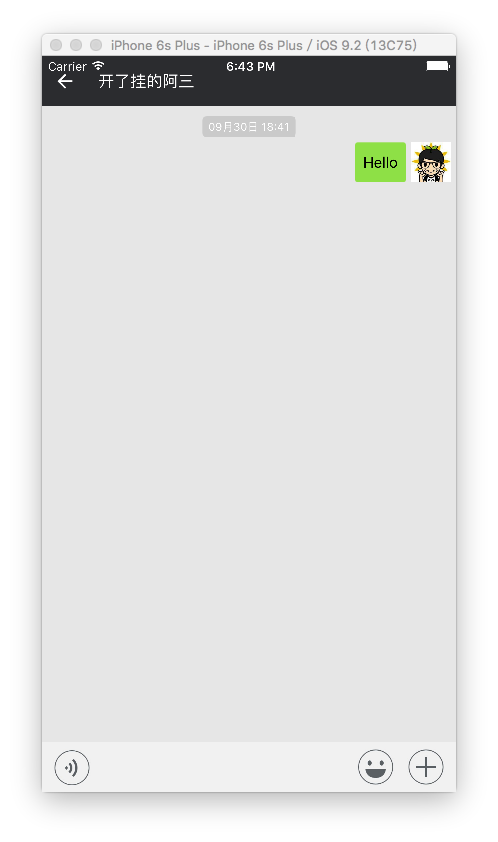 iPhone 6s Plus - iPhone 6s Plus / iOS 9.2 (13C75)
Carrier 6:43 PM
开了挂的阿三
09月30日 18:41
Hello